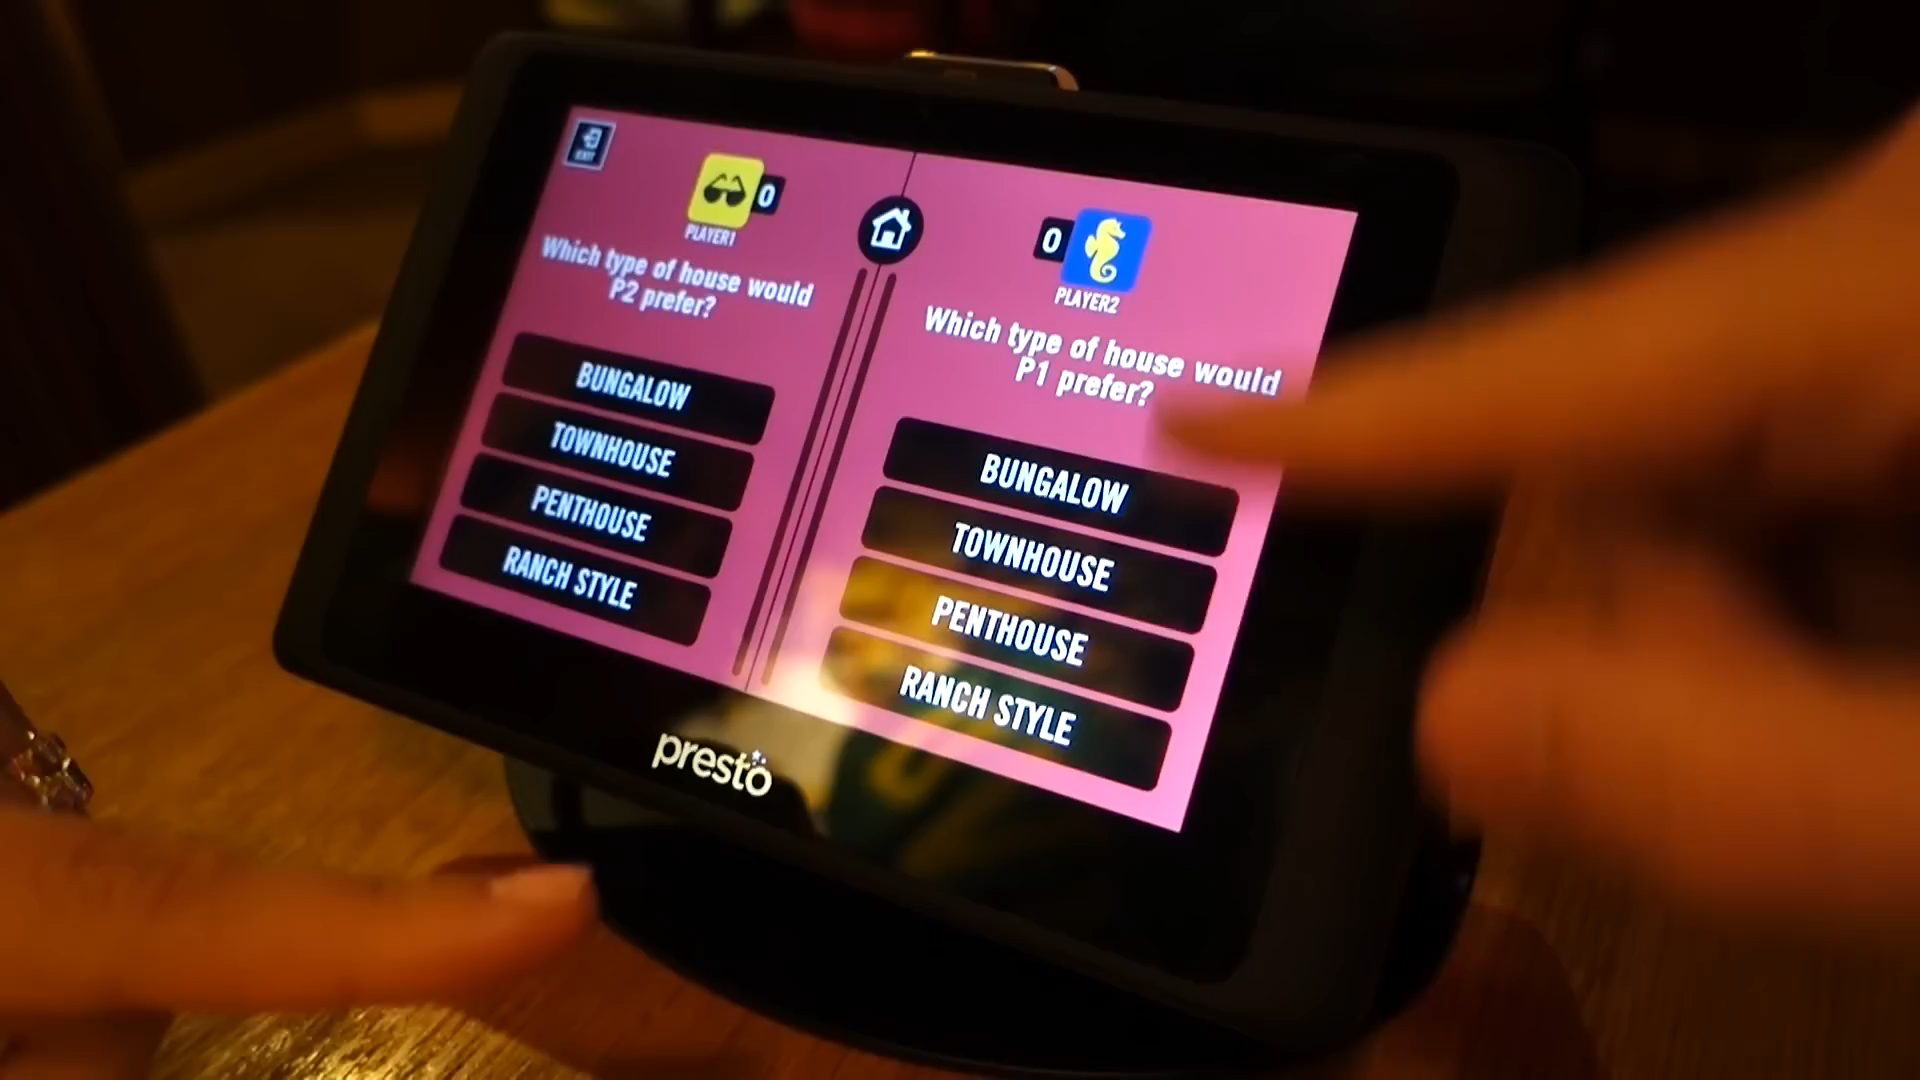 EXIT
0
PLAYER1
Which type of house would
P2 prefer?
BUNGALOW
TOWNHOUSE
PENTHOUSE
RANCH STYLE
0
PLAYER2
Which type of house would
P1 prefer?
BUNGALOW
TOWNHOUSE
PENTHOUSE
RANCH STYLE
presto